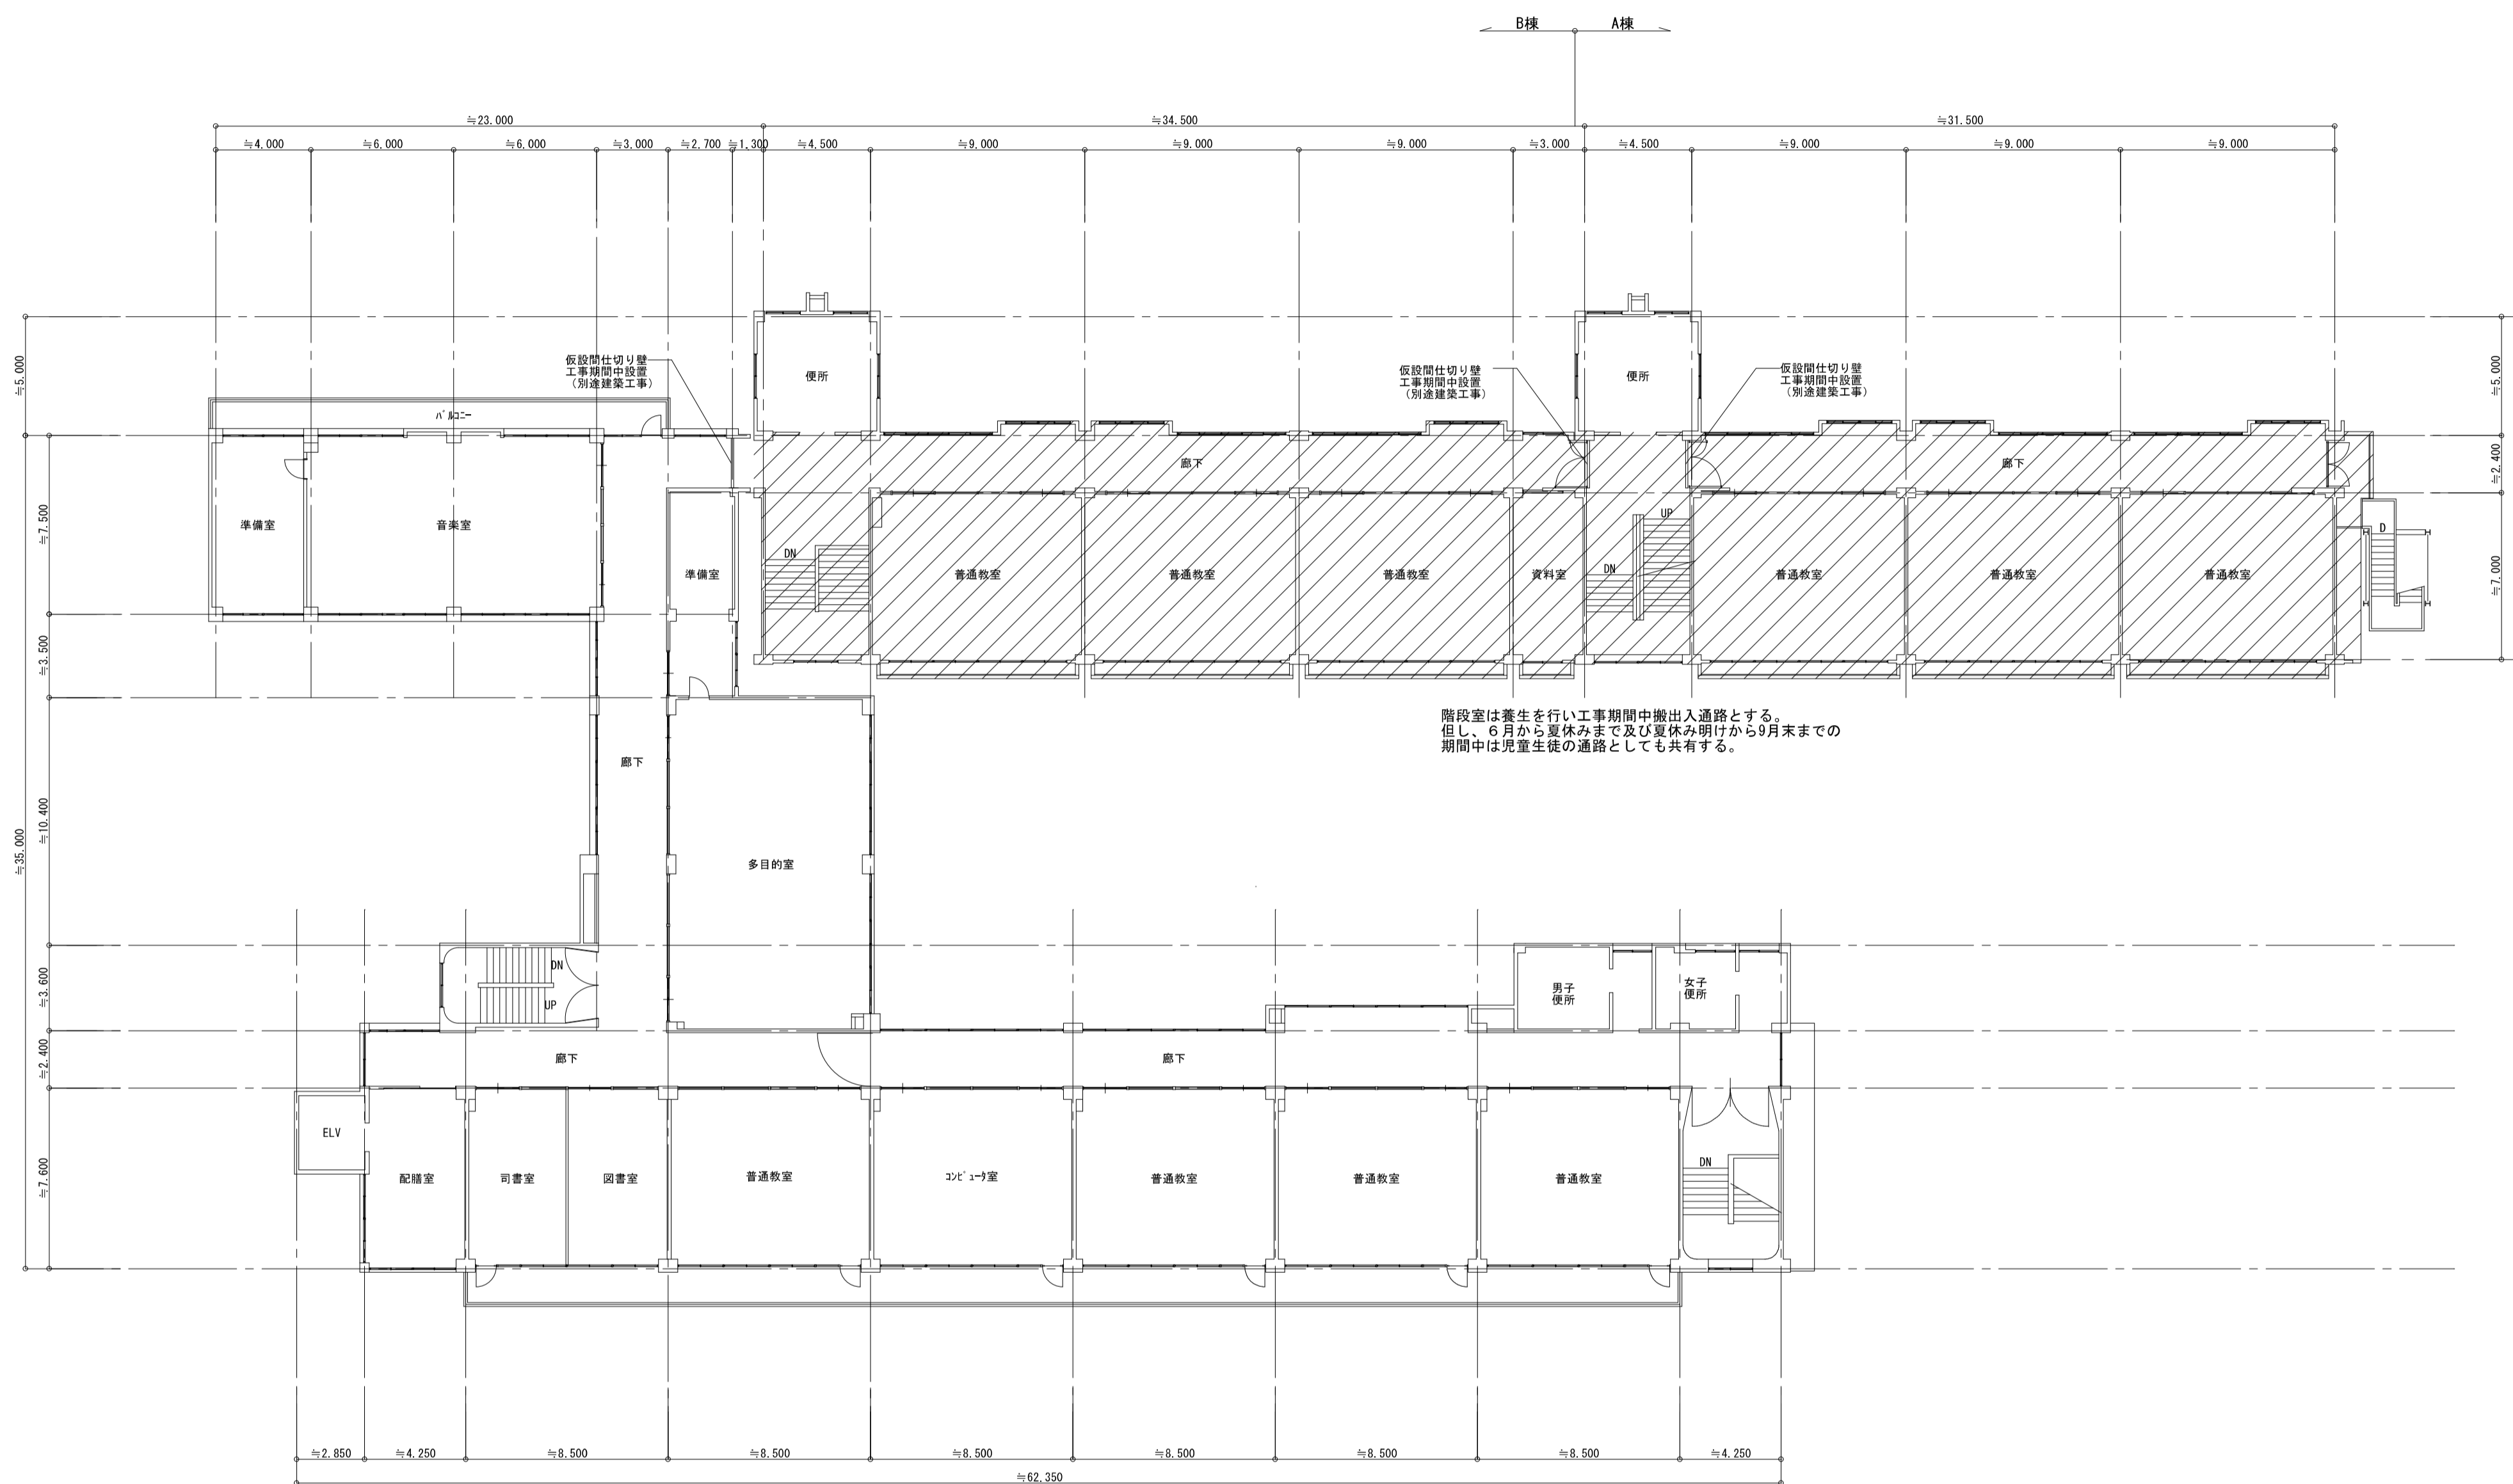 B棟 A棟
≒23.000 ≒34.500 ≒31.500
≒4,000 ≒6,000 ≒6.000 ≒3,000 ≒2,700 ≒1,300 ≒4,500 ≒9,000 ≒9.000 ≒9,000 ≒3.000 ≒4.500 ≒9.000 ≒9.000 ≒9.000
仮設間仕切り壁
工事期間中設置
（別途建築工事）
仮設間仕切り壁
工事期間中設置
（別途建築工事）
仮設間仕切り壁
工事期間中設置
（別途建築工事）
≒5.000
便所
便所
≒5.000
ﾊﾞﾙｺﾆｰ
廊下
廊下
≒2,400
≒7.500
準備室
音楽室
準備室
DN
普通教室
普通教室
普通教室
資料室
DN
UP
普通教室
普通教室
普通教室
D
≒7.000
≒3.500
階段室は養生を行い工事期間中搬出入通路とする。
但し、６月から夏休みまで及び夏休み明けから9月末までの
期間中は児童生徒の通路としても共有する。
廊下
≒35.000
≒10.400
多目的室
≒3.600
DN
UP
男子
便所
女子
便所
≒2.400
廊下
廊下
≒7.600
ELV
配膳室
司書室
図書室
普通教室
ｺﾝﾋﾟｭｰﾀ室
普通教室
普通教室
普通教室
DN
≒2.850 ≒4.250 ≒8.500 ≒8.500 ≒8.500 ≒8.500 ≒8.500 ≒8.500 ≒4.250
≒62.350